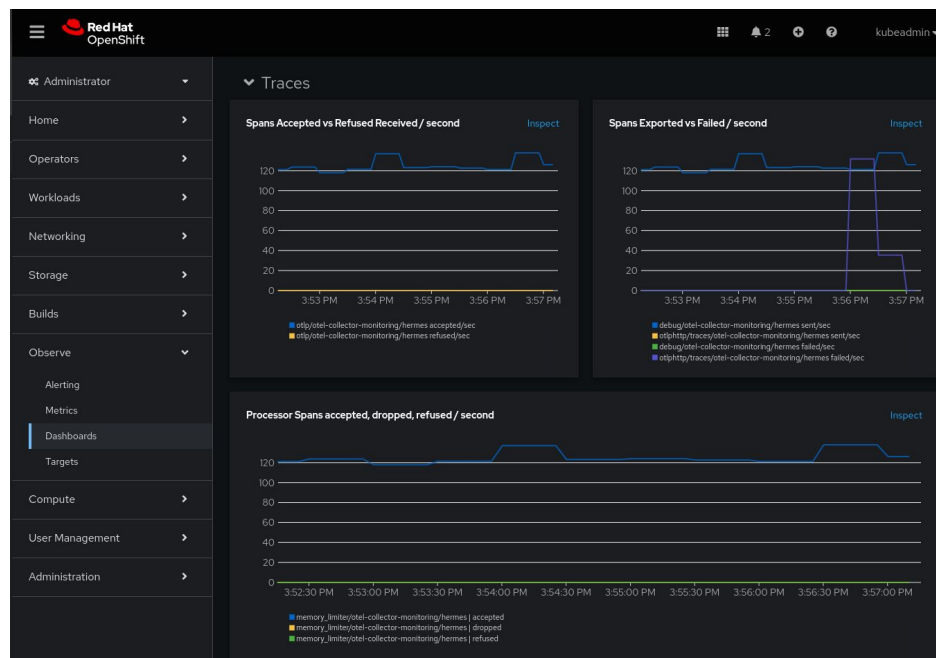 Red Hat
OpenShift
2
kubeadmin
Administrator
Home
Operators
Workloads
Networking
Storage
Builds
Observe
Alerting
Metrics
Dashboards
Targets
Compute
User Management
Administration
Traces
Spans Accepted vs Refused Received / second
Inspect
120
100
80
60
40
20
0
3:53 PM 3:54 PM 3:55 PM 3:56 PM 3:57 PM
otlp/otel-collector-monitoring/hermes accepted/sec
otlp/otel-collector-monitoring/hermes refused/sec
Spans Exported vs Failed / second
Inspect
120
100
80
60
40
20
0
3:53 PM 3:54 PM 3:55 PM 3:56 PM 3:57 PM
debug/otel-collector-monitoring/hermes sent/sec
otlphttp/traces/otel-collector-monitoring/hermes sent/sec
debug/otel-collector-monitoring/hermes failed/sec
otlphttp/traces/otel-collector-monitoring/hermes failed/sec
Processor Spans accepted, dropped, refused / second
Inspect
120
100
80
60
40
20
0
3:52:30 PM 3:53:00 PM 3:53:30 PM 3:54:00 PM 3:54:30 PM 3:55:00 PM 3:55:30 PM 3:56:00 PM 3:56:30 PM 3:57:00 PM
memory_limiter/otel-collector-monitoring/hermes | accepted
memory_limiter/otel-collector-monitoring/hermes | dropped
memory_limiter/otel-collector-monitoring/hermes | refused